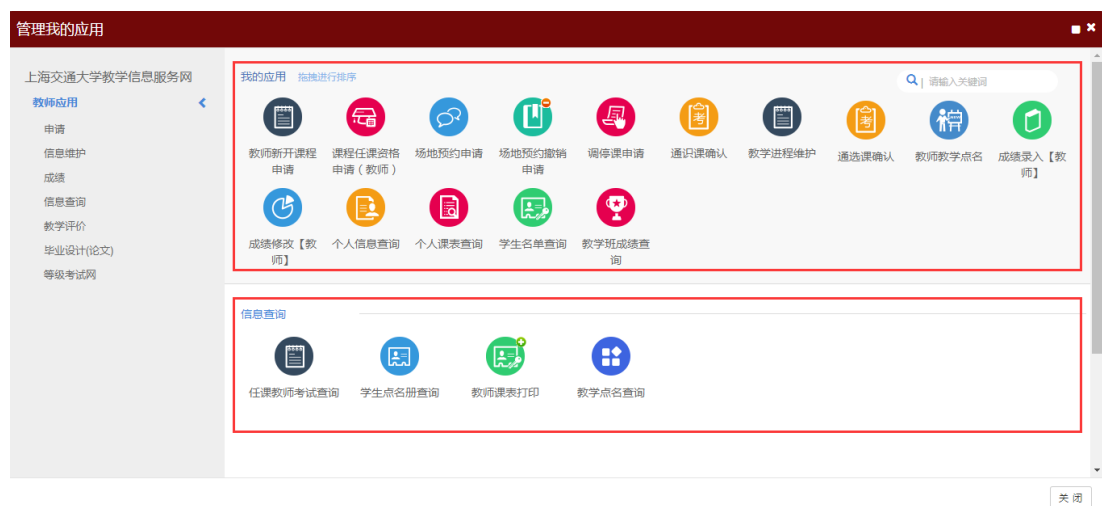 管理我的应用
上海交通大学教学信息服务网
教师应用
申请
信息维护
成绩
信息查询
教学评价
毕业设计(论文)
等级考试网
我的应用 拖拽进行排序
请输入关键词
教师新开课程
申请
课程任课资格
申请（教师）
场地预约申请
场地预约撤销
申请
调停课申请
考
通识课确认
教学进程维护
考
通选课确认
教师教学点名
成绩录入【教
师】
成绩修改【教
师】
个人信息查询
个人课表查询
学生名单查询
教学班成绩查
询
信息查询
任课教师考试查询
学生点名册查询
教师课表打印
教学点名查询
关 闭